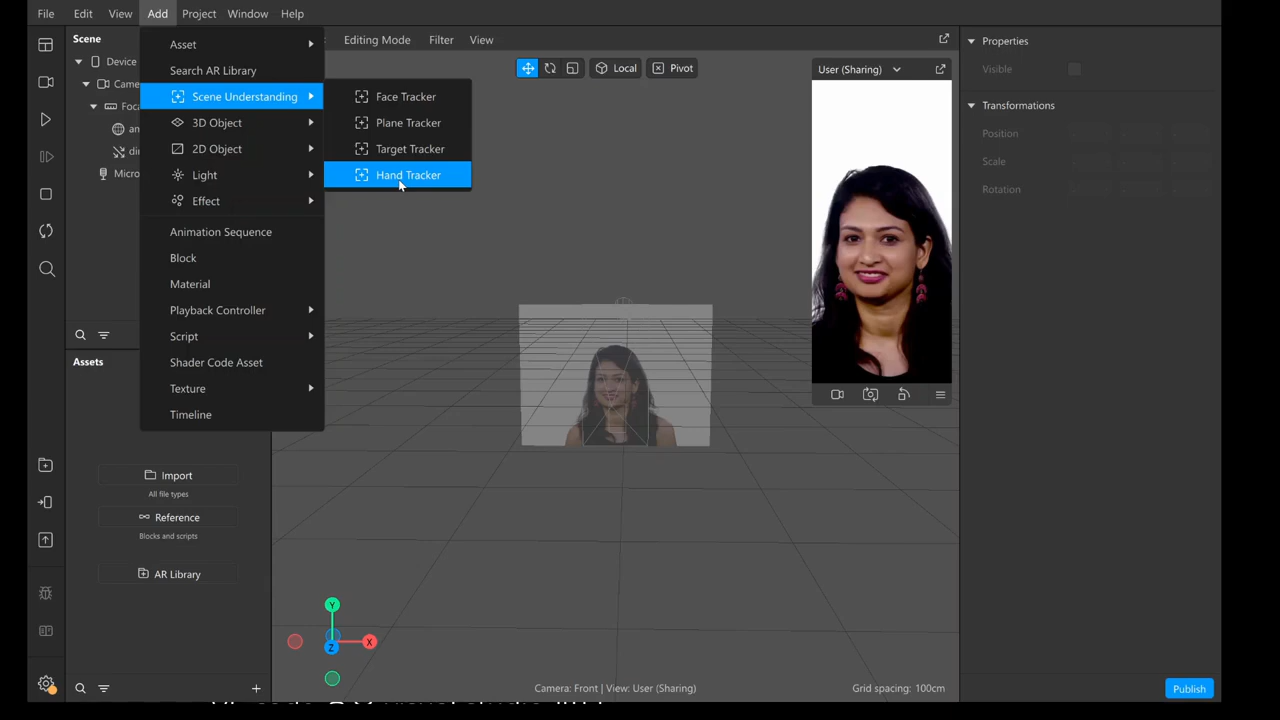 File Edit View Add Project Window Help
Scene
Device
Came
Foca
an
dir
Micro
Asset
Search AR Library
Scene Understanding
3D Object
2D Object
Light
Effect
Animation Sequence
Block
Material
Playback Controller
Script
Shader Code Asset
Texture
Timeline
Face Tracker
Plane Tracker
Target Tracker
Hand Tracker
Editing Mode Filter View
Local Pivot
User (Sharing)
Properties
Visible
Transformations
Position
Scale
Rotation
Assets
Import
All file types
Reference
Blocks and scripts
AR Library
Y
X
Z
Camera: Front | View: User (Sharing)
Grid spacing: 100cm
Publish